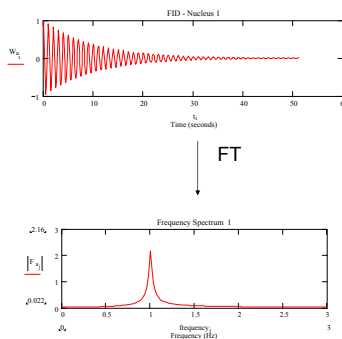 FID - Nucleus 1
1
W a i
0
−1
0 10 20 30 40 50 60
t i
Time (seconds)
FT
Frequency Spectrum 1
2.16
3
2
F a j
1
0.022
0
0 0.5 1 1.5 2 2.5 3
0 frequency j 3
Frequency (Hz)